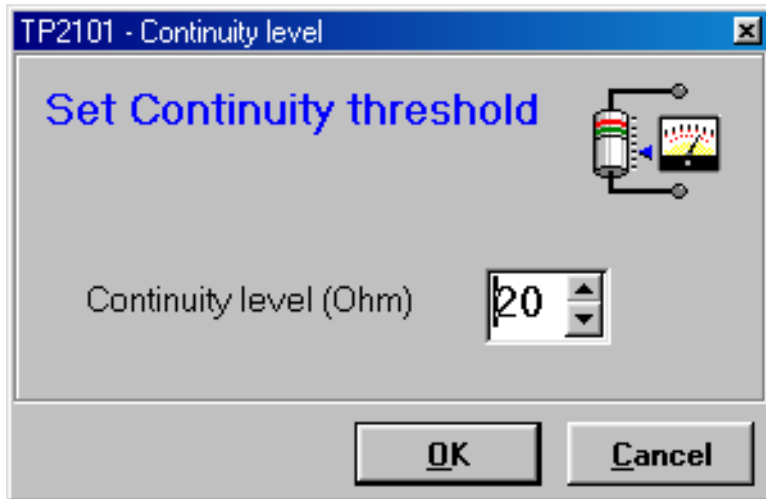 TP2101 - Continuity level
Set Continuity threshold
Continuity level (Ohm) 20
OK Cancel